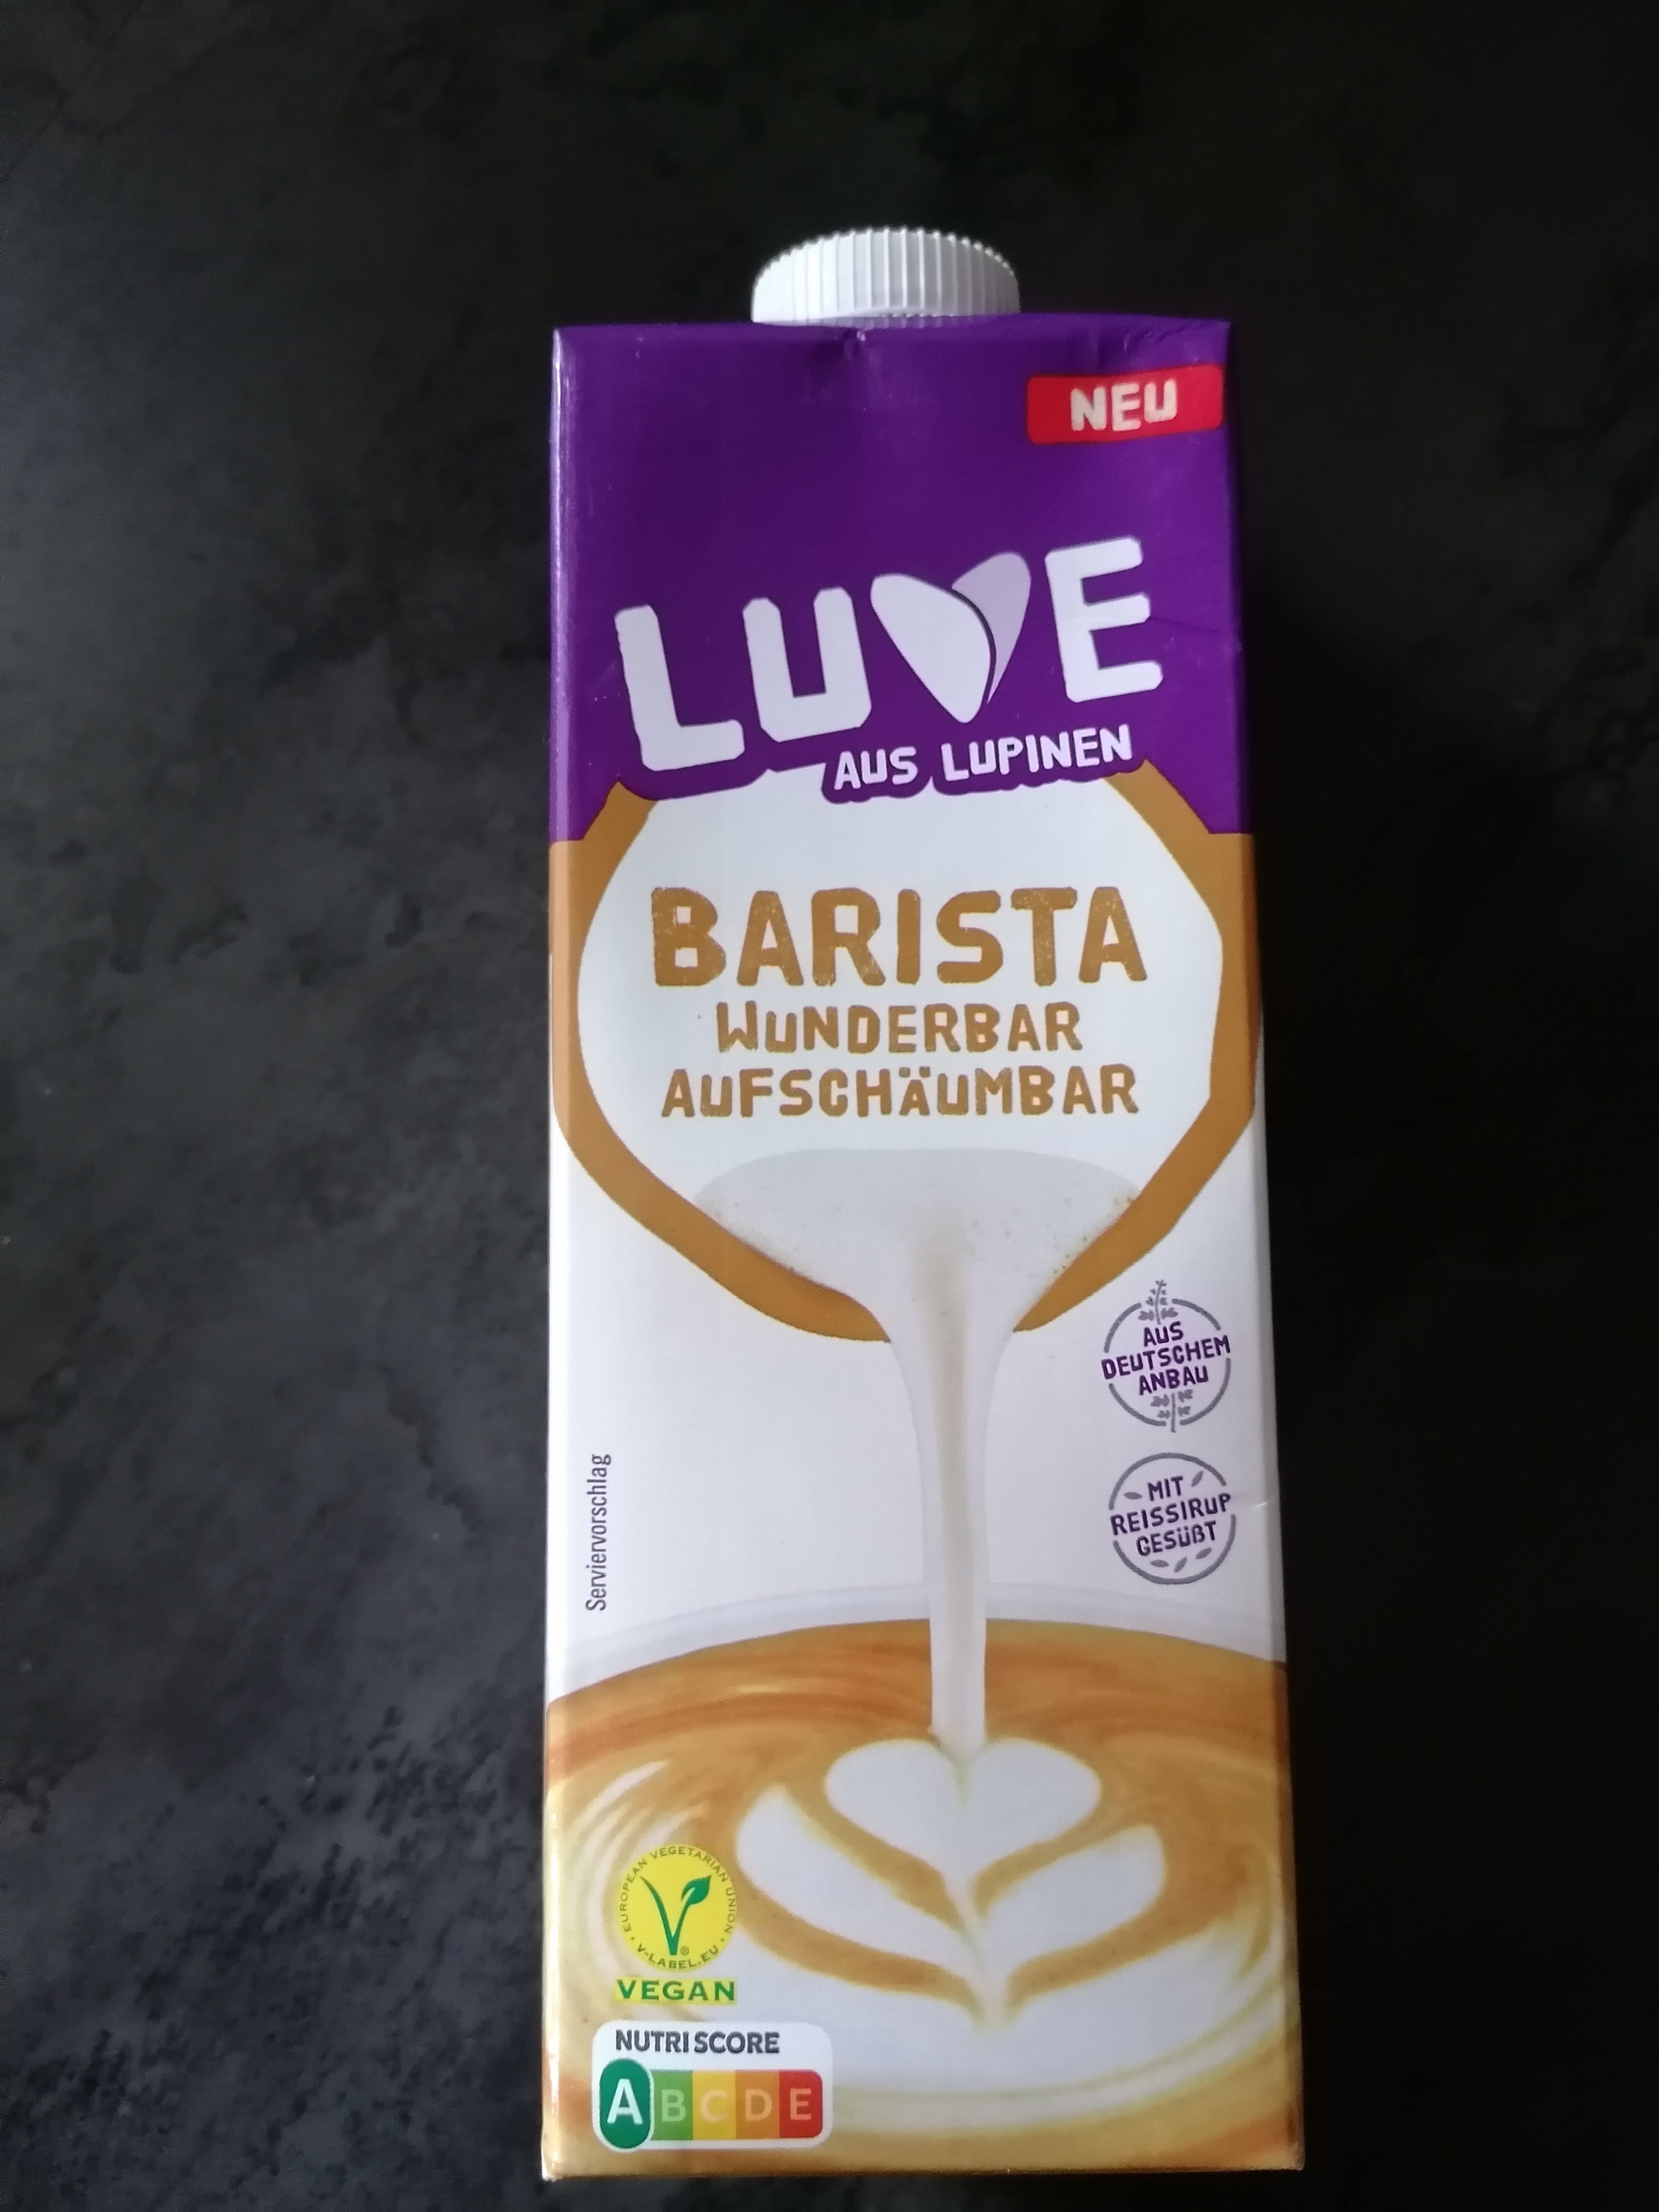 NEU
LUVE
AUS LUPINEN
BARISTA
WUNDERBAR
AUFSCHÄUMBAR
AUS
DEUTSCHEM
ANBAU
MIT
REISSIRUP
GESÜßT
Serviervorschlag
EUROPEAN VEGETARIAN UNION
V-LABEL.EU
VEGAN
NUTRI SCORE
A B C D E